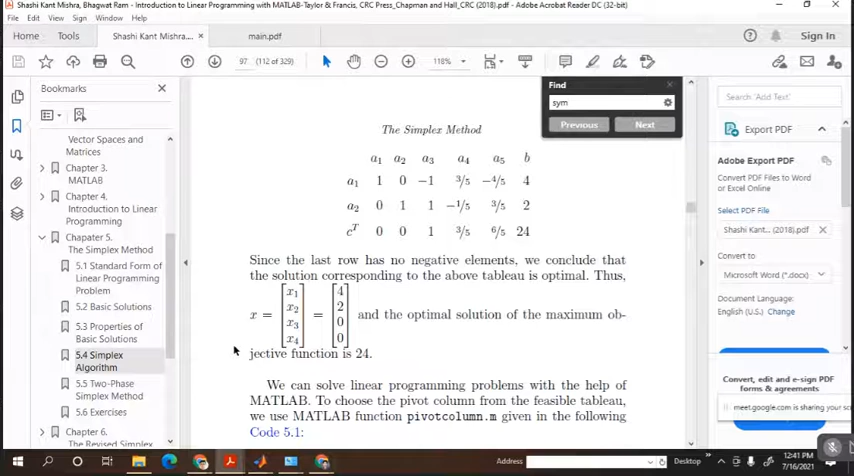 Shashi Kant Mishra, Bhagwat Ram - Introduction to Linear Programming with MATLAB-Taylor & Francis, CRC Press_Chapman and Hall_CRC (2018).pdf - Adobe Acrobat Reader DC (32-bit)
File Edit View Sign Window Help
Home Tools Shashi Kant Mishra... × main.pdf Sign In
97 (112 of 329) 118%
Bookmarks
Vector Spaces and
Matrices
Chapter 3.
MATLAB
Chapter 4.
Introduction to Linear
Programming
Chapater 5.
The Simplex Method
5.1 Standard Form of
Linear Programming
Problem
5.2 Basic Solutions
5.3 Properties of
Basic Solutions
5.4 Simplex
Algorithm
5.5 Two-Phase
Simplex Method
5.6 Exercises
Chapter 6.
The Revised Simplex
Find
sym
Previous Next
The Simplex Method
a1 a2 a3 a4 a5 b
a1 1 0 −1 3/5 −4/5 4
a2 0 1 1 −1/5 3/5 2
cT 0 0 1 3/5 6/5 24
Since the last row has no negative elements, we conclude that
the solution corresponding to the above tableau is optimal. Thus,
x = [x1 x2 x3 x4] = [4 2 0 0] and the optimal solution of the maximum ob-
jective function is 24.
We can solve linear programming problems with the help of
MATLAB. To choose the pivot column from the feasible tableau,
we use MATLAB function pivotcolumn.m given in the following
Code 5.1:
Search 'Add Text'
Export PDF
Adobe Export PDF
Convert PDF Files to Word
or Excel Online
Select PDF File
Shashi Kant... (2018).pdf ×
Convert to
Microsoft Word (*.docx)
Document Language:
English (U.S.) Change
Convert, edit and e-sign PDF
forms & agreements
meet.google.com is sharing your sc
Address
Desktop
12:41 PM
7/16/2021